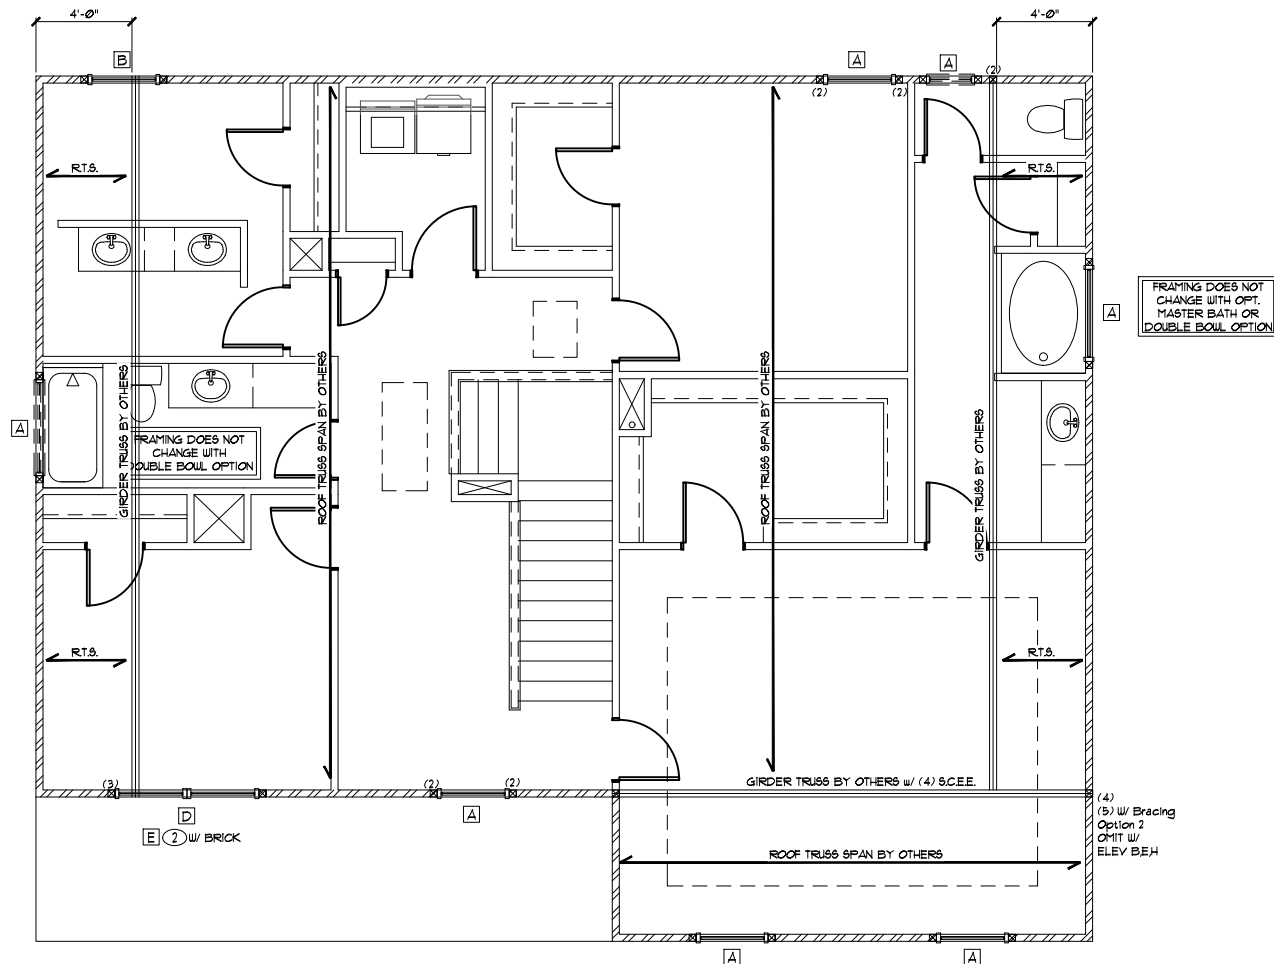 4'-0"
4'-0"
B
A
A
(2)
(2)
(2)
R.T.S.
R.T.S.
FRAMING DOES NOT
CHANGE WITH OPT.
MASTER BATH OR
DOUBLE BOWL OPTION
A
GIRDER TRUSS BY OTHERS
ROOF TRUSS SPAN BY OTHERS
ROOF TRUSS SPAN BY OTHERS
GIRDER TRUSS BY OTHERS
A
FRAMING DOES NOT
CHANGE WITH
DOUBLE BOWL OPTION
R.T.S.
R.T.S.
(3)
(2)
(2)
GIRDER TRUSS BY OTHERS w/ (4) S.C.E.E.
D
A
E 2 W/ BRICK
(4)
(5) W/ Bracing
Option 2
OMIT W/
ELEV B,E,H
ROOF TRUSS SPAN BY OTHERS
A
A